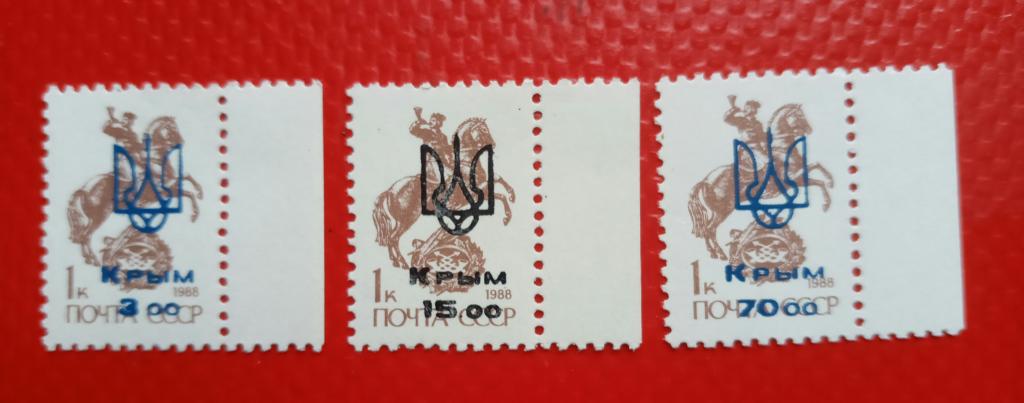 Крым
1к 1988
3 00
ПОЧТА СССР
Крым
1к 1988
15 00
ПОЧТА СССР
Крым
1к 1988
70 00
ПОЧТА СССР